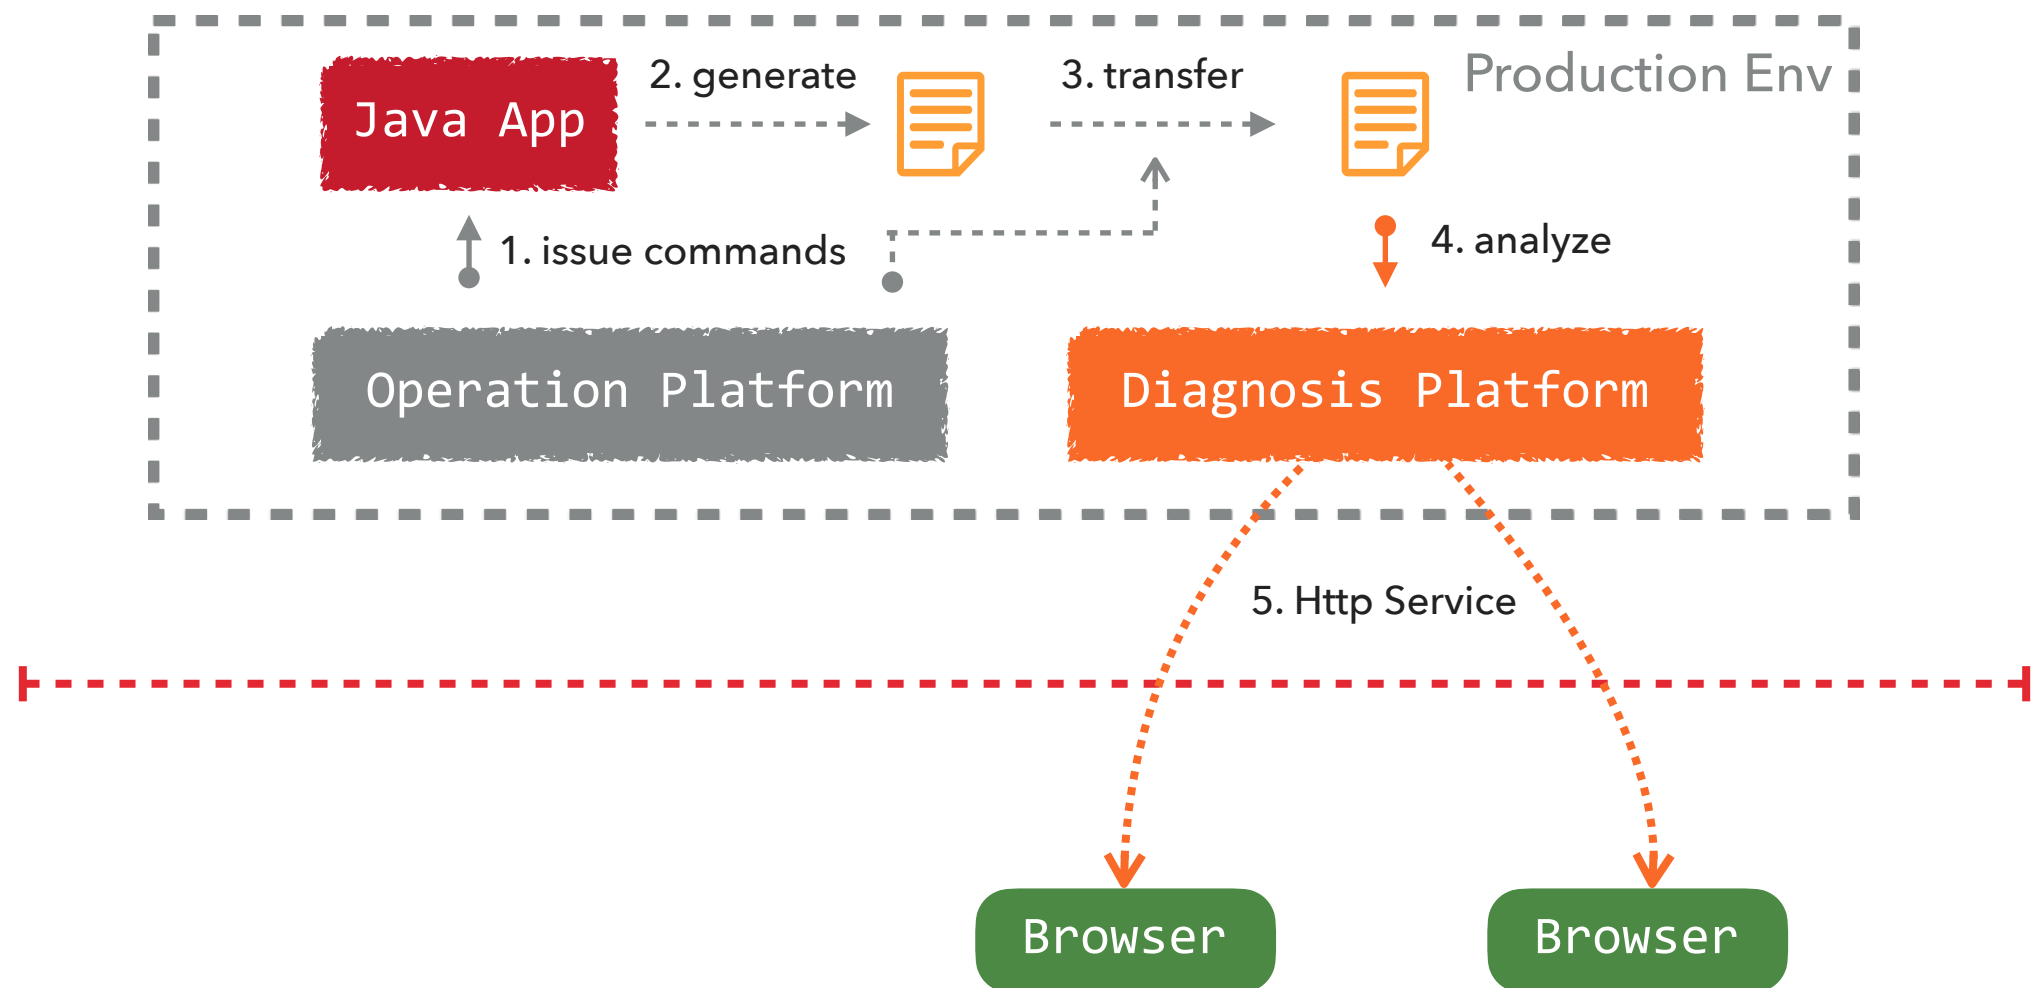 Production Env
Java App
2. generate
3. transfer
1. issue commands
4. analyze
Operation Platform
Diagnosis Platform
5. Http Service
Browser
Browser